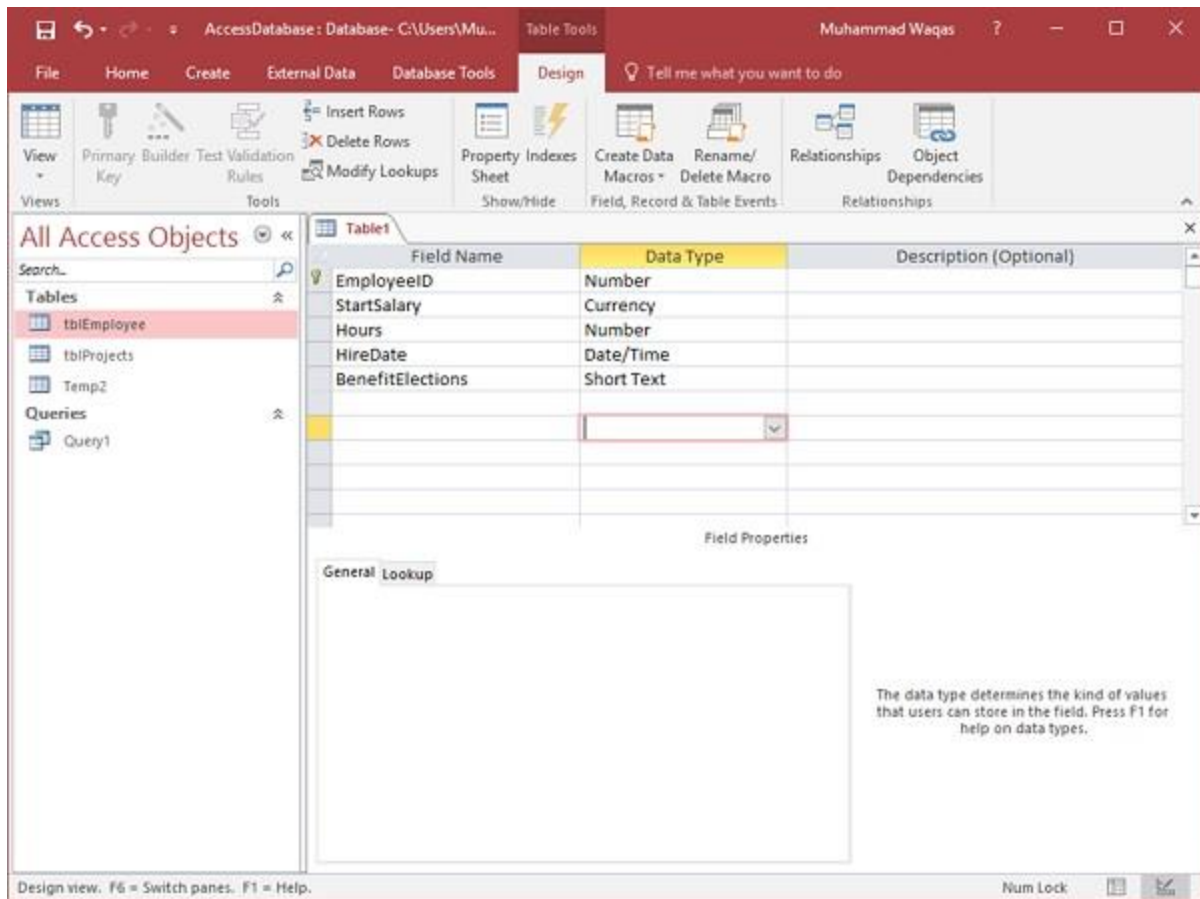 AccessDatabase : Database- C:\Users\Mu... Table Tools Muhammad Waqas ?
File Home Create External Data Database Tools Design Tell me what you want to do
View Primary Key Builder Test Validation Rules Insert Rows Delete Rows Modify Lookups Property Sheet Indexes Create Data Macros Rename/ Delete Macro Relationships Object Dependencies
Views Tools Show/Hide Field, Record & Table Events Relationships
All Access Objects «
Search...
Tables
tblEmployee
tblProjects
Temp2
Queries
Query1
Table1
Field Name Data Type Description (Optional)
EmployeeID Number
StartSalary Currency
Hours Number
HireDate Date/Time
BenefitElections Short Text
Field Properties
General Lookup
The data type determines the kind of values
that users can store in the field. Press F1 for
help on data types.
Design view. F6 = Switch panes. F1 = Help. Num Lock